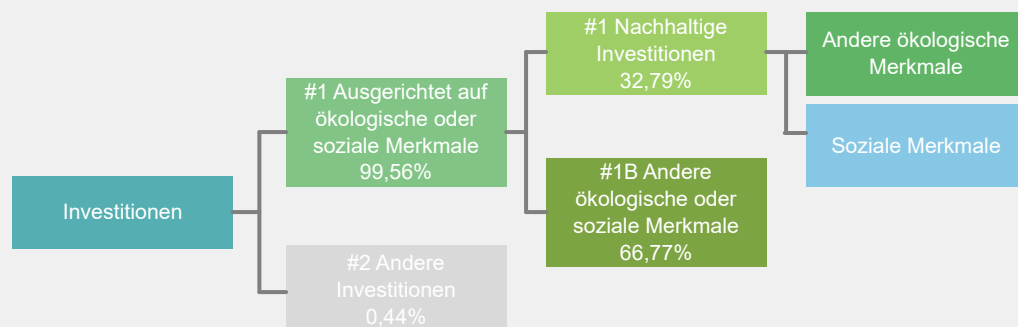 Investitionen
#1 Ausgerichtet auf
ökologische oder
soziale Merkmale
99,56%
#2 Andere
Investitionen
0,44%
#1 Nachhaltige
Investitionen
32,79%
#1B Andere
ökologische oder
soziale Merkmale
66,77%
Andere ökologische
Merkmale
Soziale Merkmale